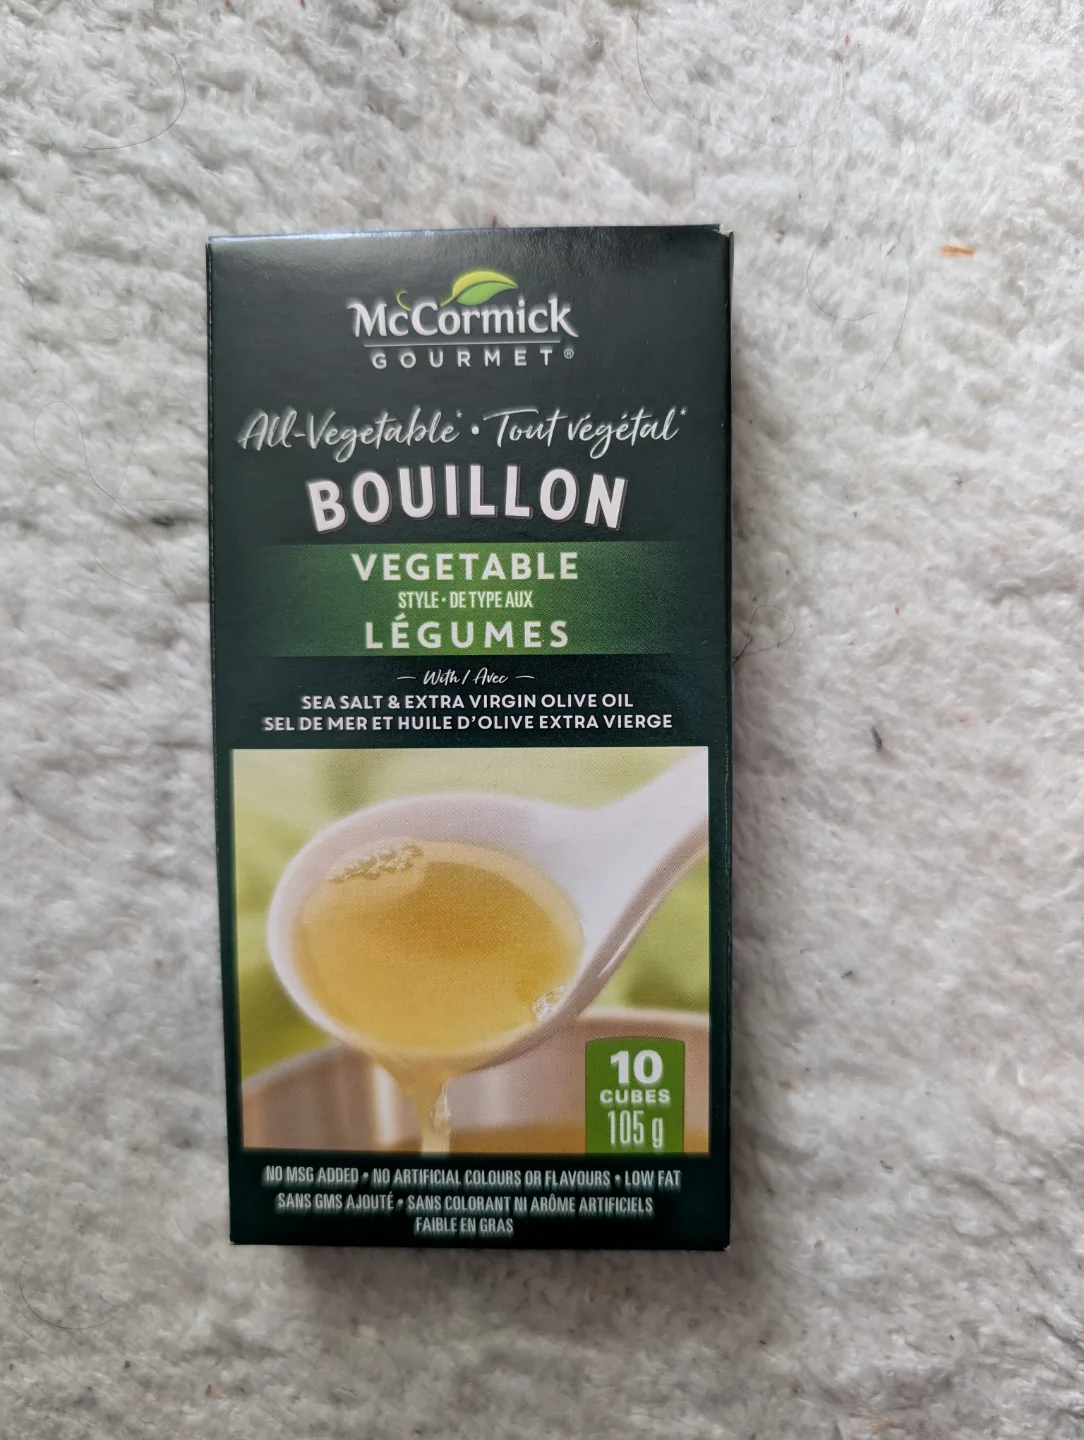 McCormick
GOURMET®
All-Vegetable* • Tout végétal*
BOUILLON
VEGETABLE
STYLE • DE TYPE AUX
LÉGUMES
— With / Avec —
SEA SALT & EXTRA VIRGIN OLIVE OIL
SEL DE MER ET HUILE D'OLIVE EXTRA VIERGE
10
CUBES
105 g
NO MSG ADDED • NO ARTIFICIAL COLOURS OR FLAVOURS • LOW FAT
SANS GMS AJOUTÉ • SANS COLORANT NI ARÔME ARTIFICIELS
FAIBLE EN GRAS